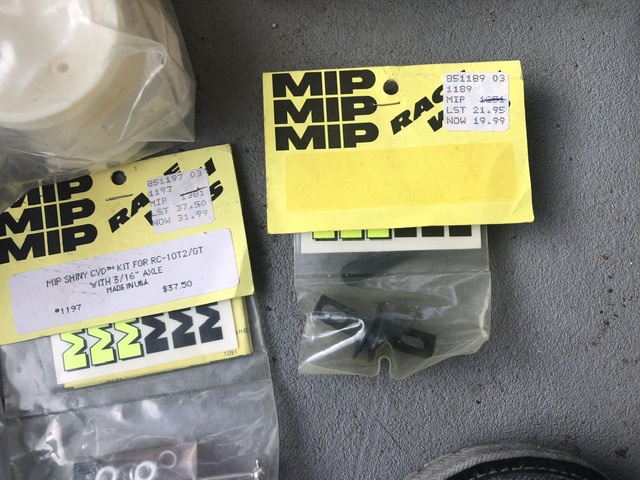 MIP
MIP
MIP
851197 03
1197
MIP 1381
LST 37.50
NOW 31.99
MIP SHINY CVD™ KIT FOR RC-10T2/GT
WITH 3/16" AXLE
MADE IN USA
$37.50
#1197
1091
MIP
MIP
MIP
851189 03
1189
MIP
LST 21.95
NOW 19.99